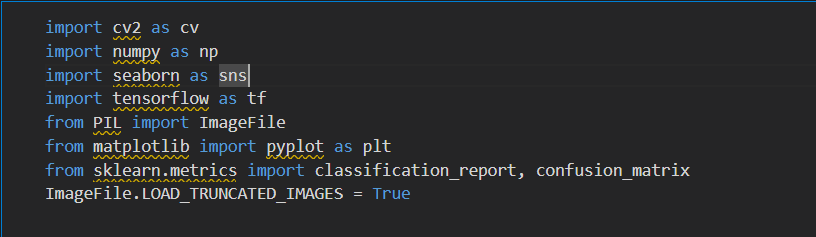 import cv2 as cv
import numpy as np
import seaborn as sns
import tensorflow as tf
from PIL import ImageFile
from matplotlib import pyplot as plt
from sklearn.metrics import classification_report, confusion_matrix
ImageFile.LOAD_TRUNCATED_IMAGES = True